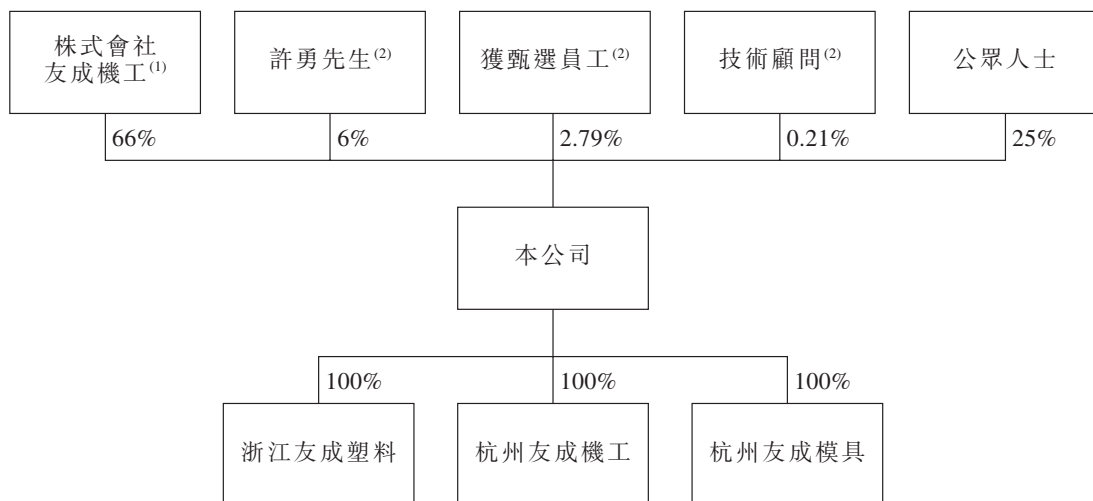 株式會社
友成機工(1)
許勇先生(2)
獲甄選員工(2)
技術顧問(2)
公眾人士
66%
6%
2.79%
0.21%
25%
本公司
100%
100%
100%
浙江友成塑料
杭州友成機工
杭州友成模具